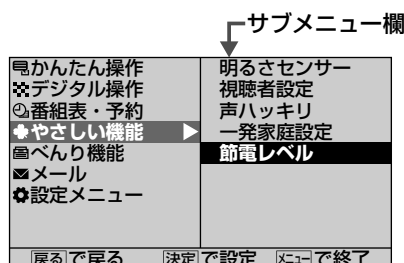 サブメニュー欄
かんたん操作
デジタル操作
番組表・予約
やさしい機能
べんり機能
メール
設定メニュー
明るさセンサー
視聴者設定
声ハッキリ
一発家庭設定
節電レベル
戻るで戻る 決定で設定 メニューで終了